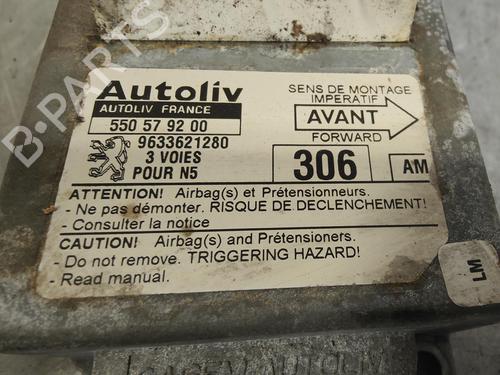 Autoliv
AUTOLIV FRANCE
550 57 92 00
9633621280
3 VOIES
POUR N5
SENS DE MONTAGE
IMPERATIF
AVANT
FORWARD
306
AM
ATTENTION! Airbag(s) et Prétensionneurs.
- Ne pas démonter. RISQUE DE DECLENCHEMENT!
- Consulter la notice
CAUTION! Airbag(s) and Prétensioners.
- Do not remove. TRIGGERING HAZARD!
- Read manual.
LM
B-PARTS
AUTOLIV